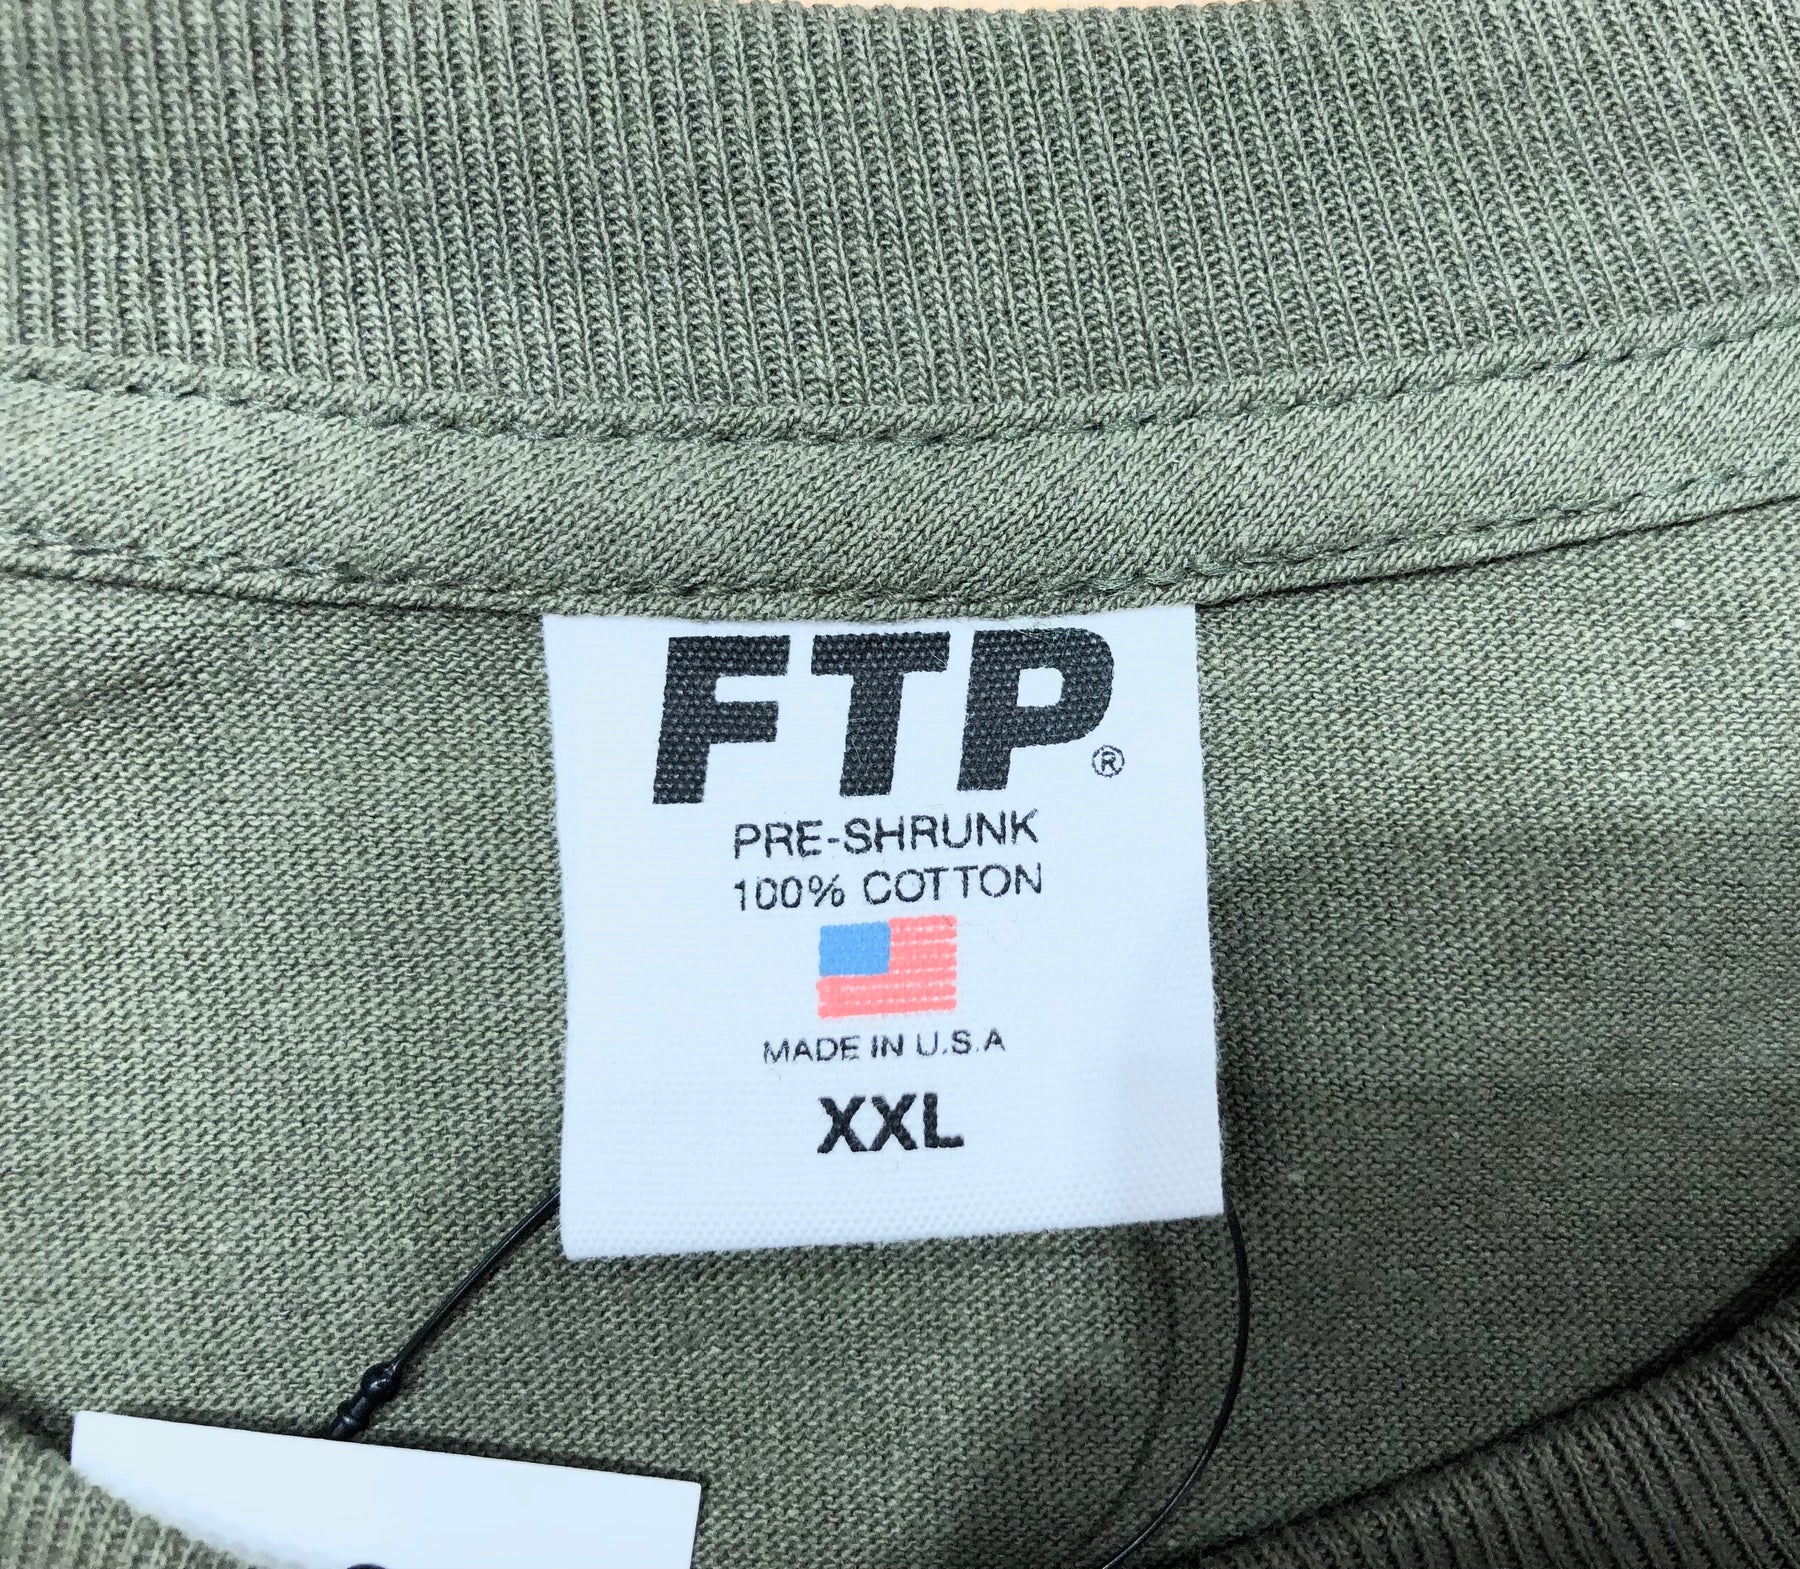 FTP®
PRE-SHRUNK
100% COTTON
MADE IN U.S.A
XXL